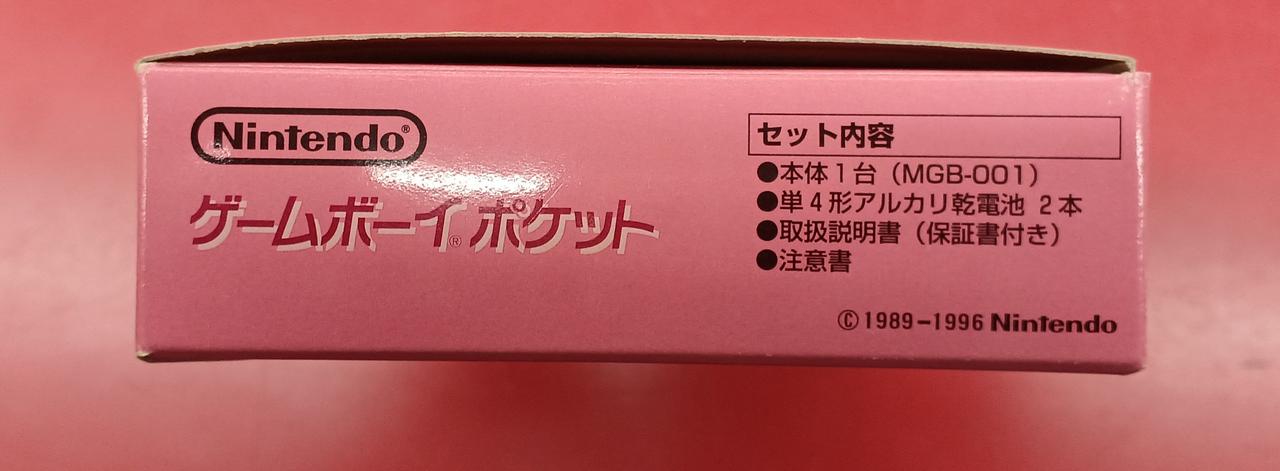 Nintendo®
ゲームボーイ® ポケット
セット内容
●本体1台（MGB-001）
●単4形アルカリ乾電池 2本
●取扱説明書（保証書付き）
●注意書
©1989-1996 Nintendo